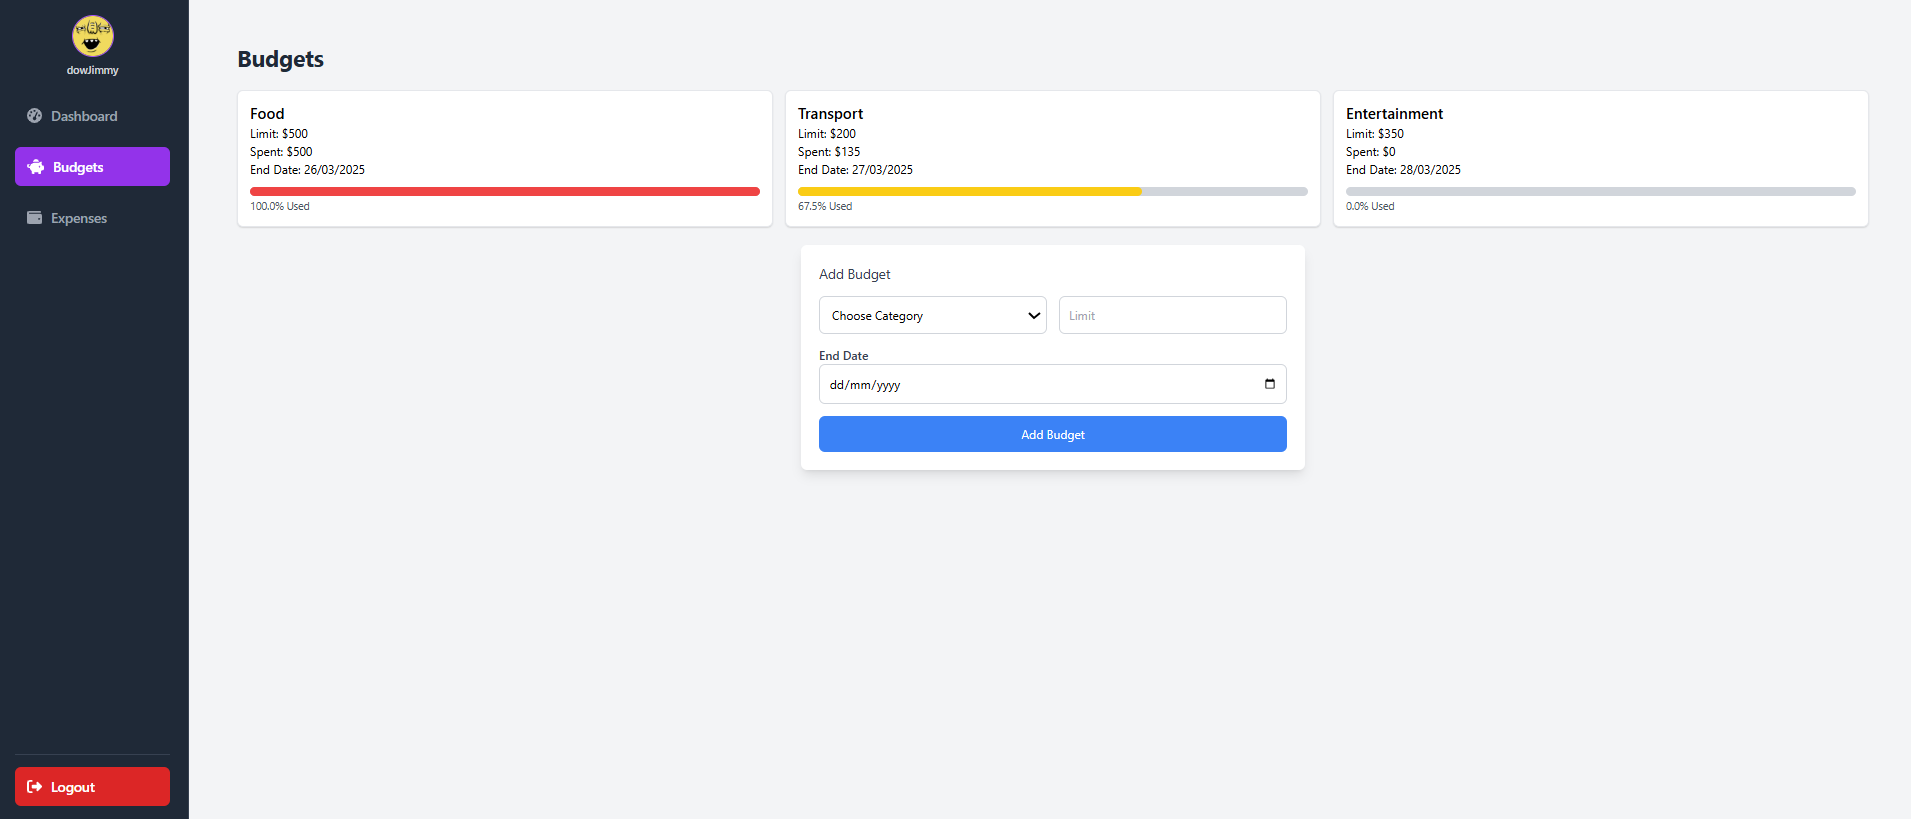 dowJimmy
Dashboard
Budgets
Expenses
Logout
Budgets
Food
Limit: $500
Spent: $500
End Date: 26/03/2025
100.0% Used
Transport
Limit: $200
Spent: $135
End Date: 27/03/2025
67.5% Used
Entertainment
Limit: $350
Spent: $0
End Date: 28/03/2025
0.0% Used
Add Budget
Choose Category
Limit
End Date
dd/mm/yyyy
Add Budget